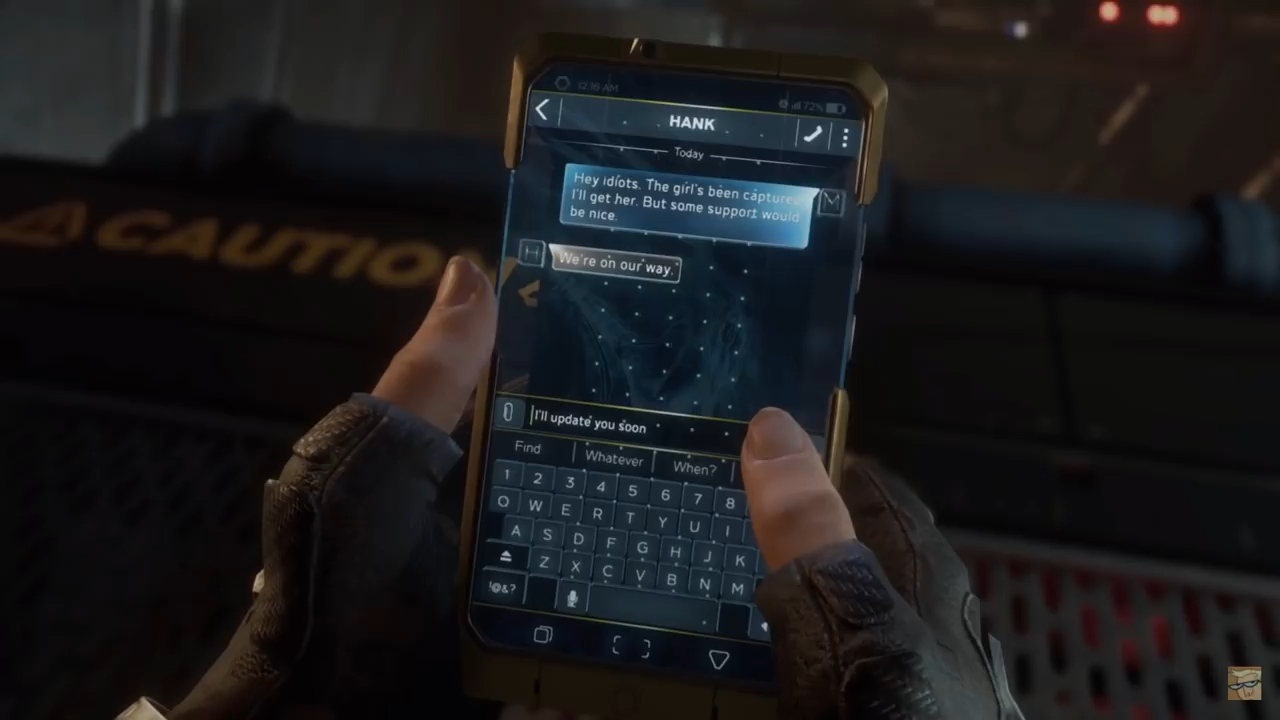 12:16 AM
72%
HANK
Today
Hey idiots. The girl's been capture
I'll get her. But some support would
be nice.
M
H
We're on our way.
CAUTION
I'll update you soon
Find Whatever When?
1 2 3 4 5 6 7 8
Q W E R T Y U I
A S D F G H J K
Z X C V B N M
!@&?